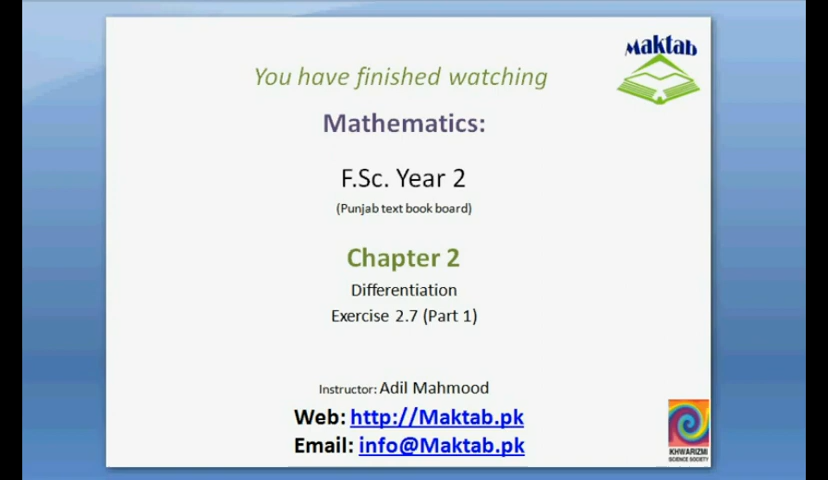 Maktab
You have finished watching
Mathematics:
F.Sc. Year 2
(Punjab text book board)
Chapter 2
Differentiation
Exercise 2.7 (Part 1)
Instructor: Adil Mahmood
Web: http://Maktab.pk
Email: info@Maktab.pk
KHWARIZMI
SCIENCE SOCIETY